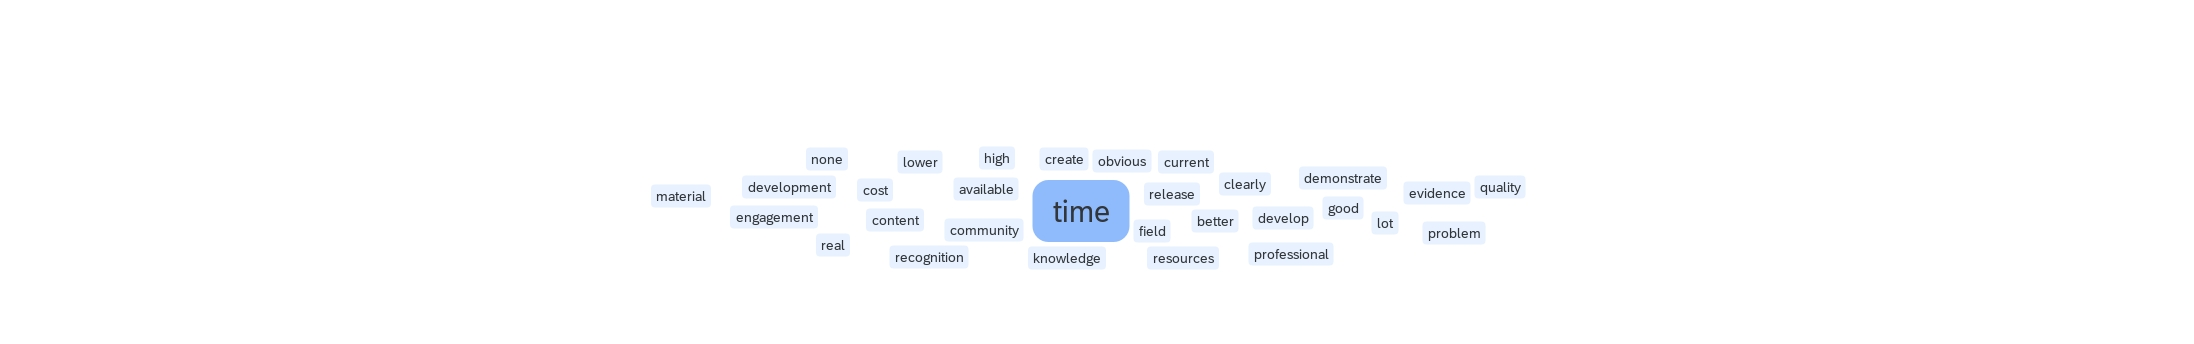 none
lower
high
create
obvious
current
material
development
cost
available
time
release
clearly
demonstrate
evidence
quality
engagement
content
community
field
better
develop
good
lot
problem
real
recognition
knowledge
resources
professional